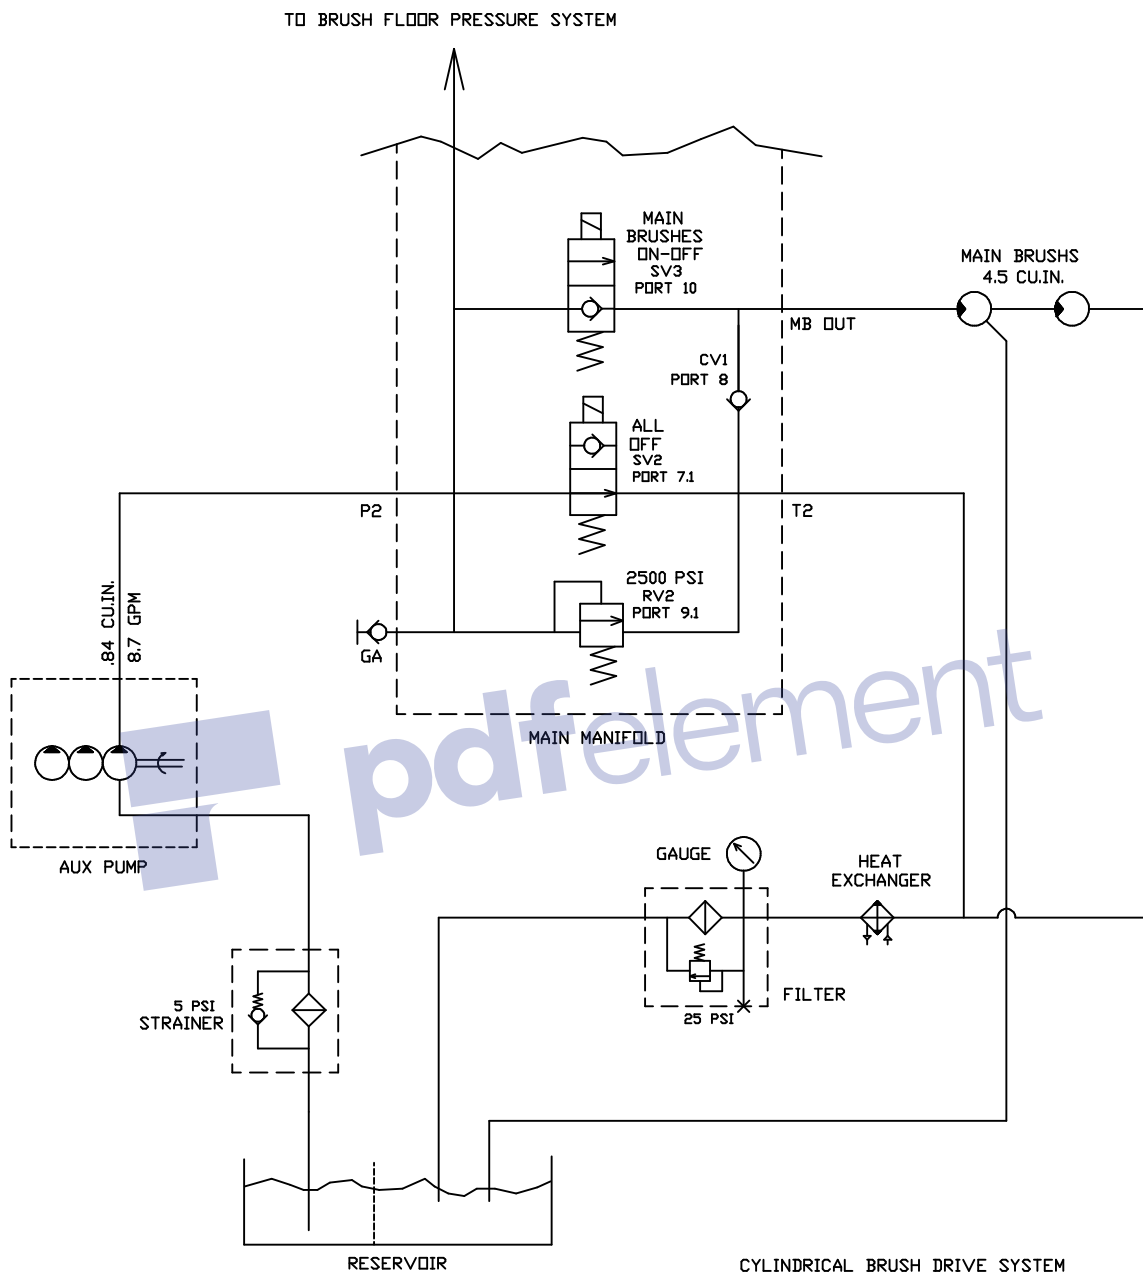 TO BRUSH FLOOR PRESSURE SYSTEM
MAIN
BRUSHES
ON-OFF
SV3
PORT 10
MAIN BRUSHS
4.5 CU.IN.
MB OUT
CV1
PORT 8
ALL
OFF
SV2
PORT 7.1
P2
T2
2500 PSI
RV2
PORT 9.1
GA
.84 CU.IN.
8.7 GPM
MAIN MANIFOLD
pdfelement
AUX PUMP
GAUGE
HEAT
EXCHANGER
FILTER
25 PSI
5 PSI
STRAINER
RESERVOIR
CYLINDRICAL BRUSH DRIVE SYSTEM